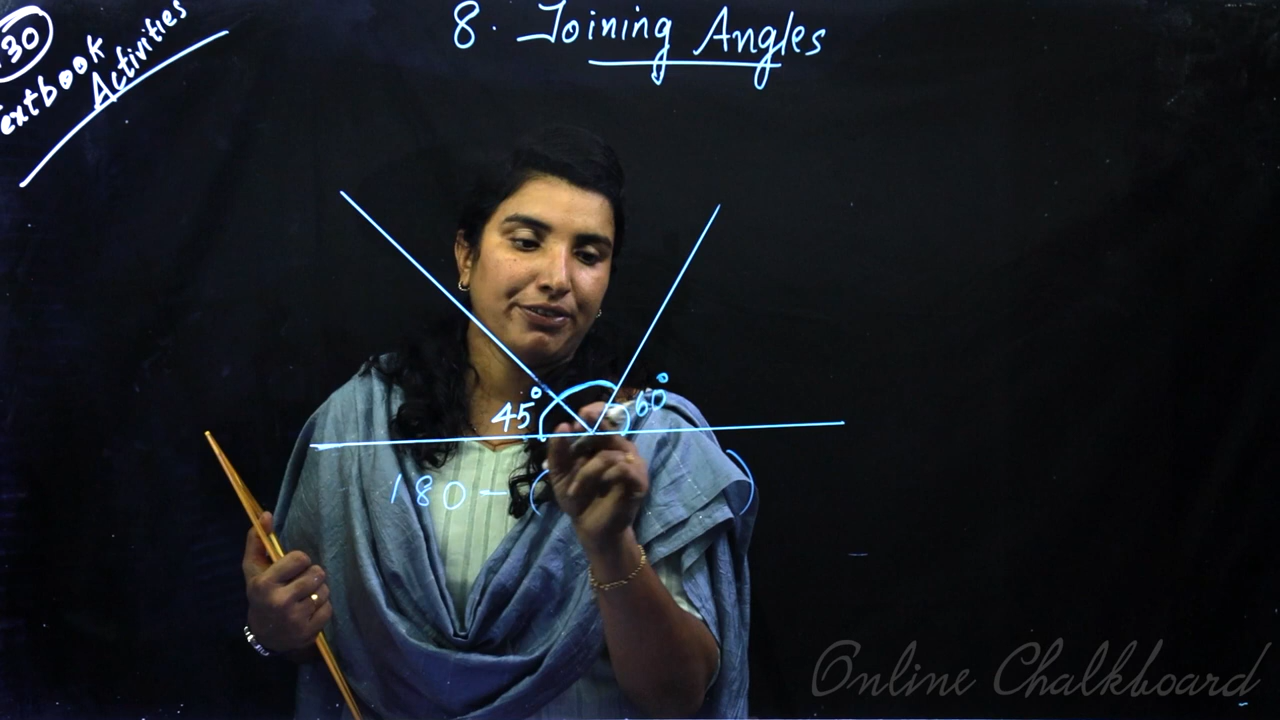 130
Textbook
Activities
8. Joining Angles
45°
60°
180 - ( )
Online Chalkboard